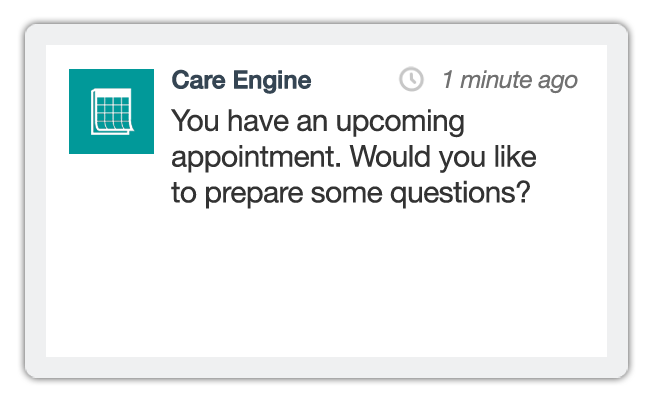 Care Engine 1 minute ago
You have an upcoming
appointment. Would you like
to prepare some questions?